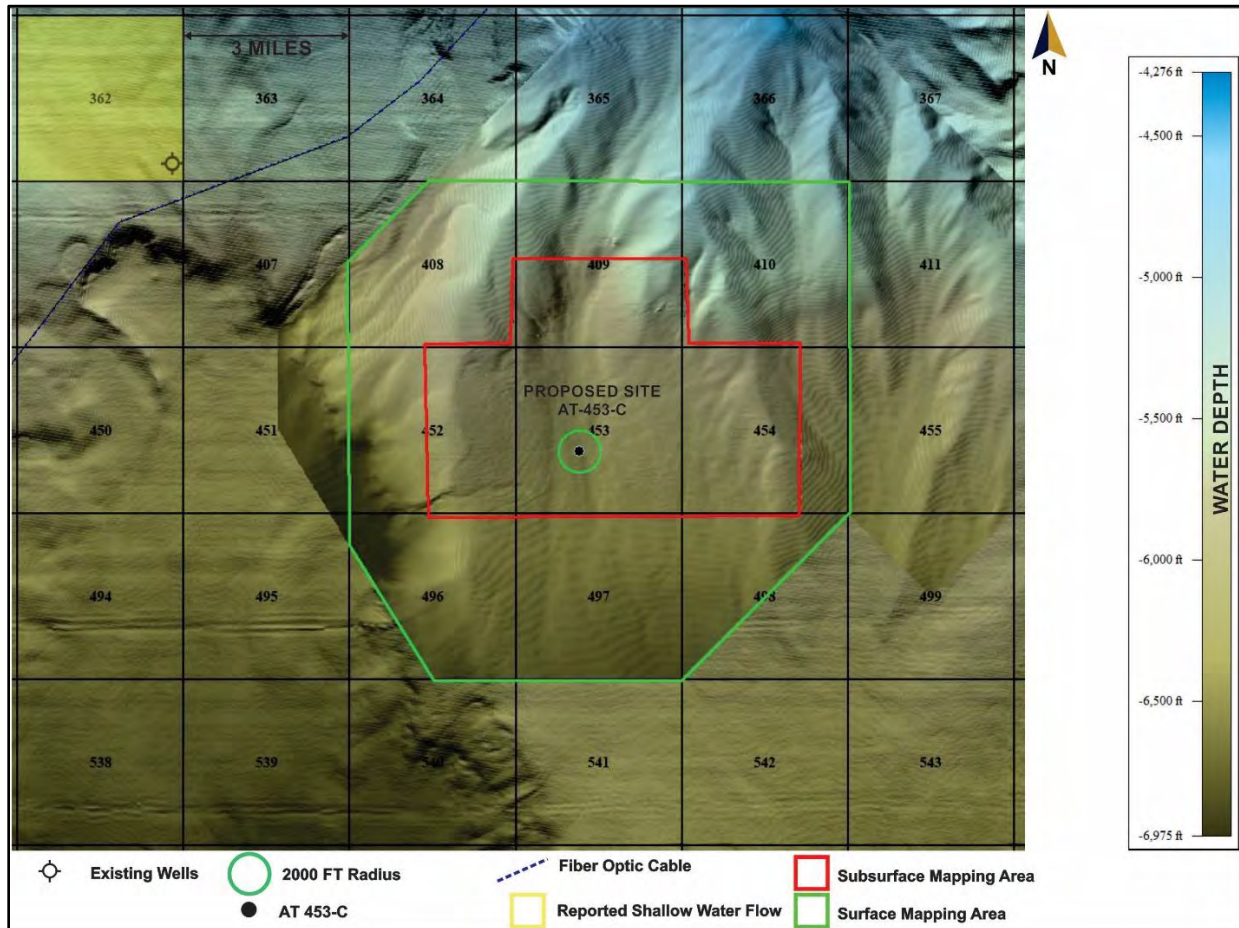 3 MILES
362
363
364
365
366
367
407
408
409
410
411
PROPOSED SITE
AT-453-C
450
451
452
453
454
455
494
495
496
497
498
499
538
539
540
541
542
543
N
-4,276 ft
-4,500 ft
-5,000 ft
-5,500 ft
-6,000 ft
-6,500 ft
-6,975 ft
WATER DEPTH
Existing Wells
2000 FT Radius
Fiber Optic Cable
Subsurface Mapping Area
AT 453-C
Reported Shallow Water Flow
Surface Mapping Area